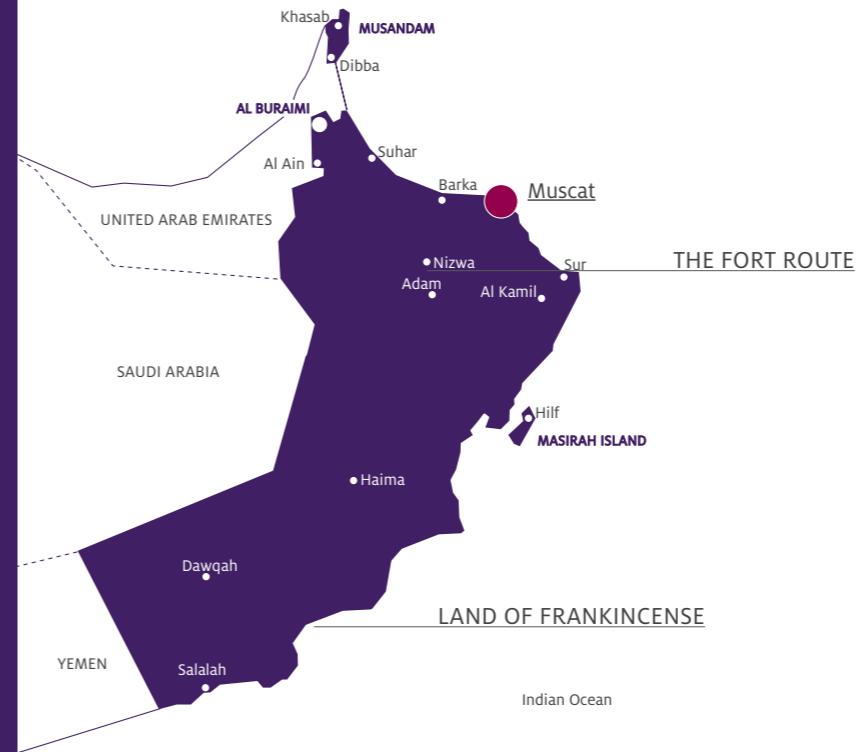 Khasab
MUSANDAM
Dibba
AL BURAIMI
Suhar
Al Ain
Barka
Muscat
UNITED ARAB EMIRATES
Nizwa
THE FORT ROUTE
Sur
Adam
Al Kamil
SAUDI ARABIA
Hilf
MASIRAH ISLAND
Haima
Dawqah
LAND OF FRANKINCENSE
YEMEN
Salalah
Indian Ocean